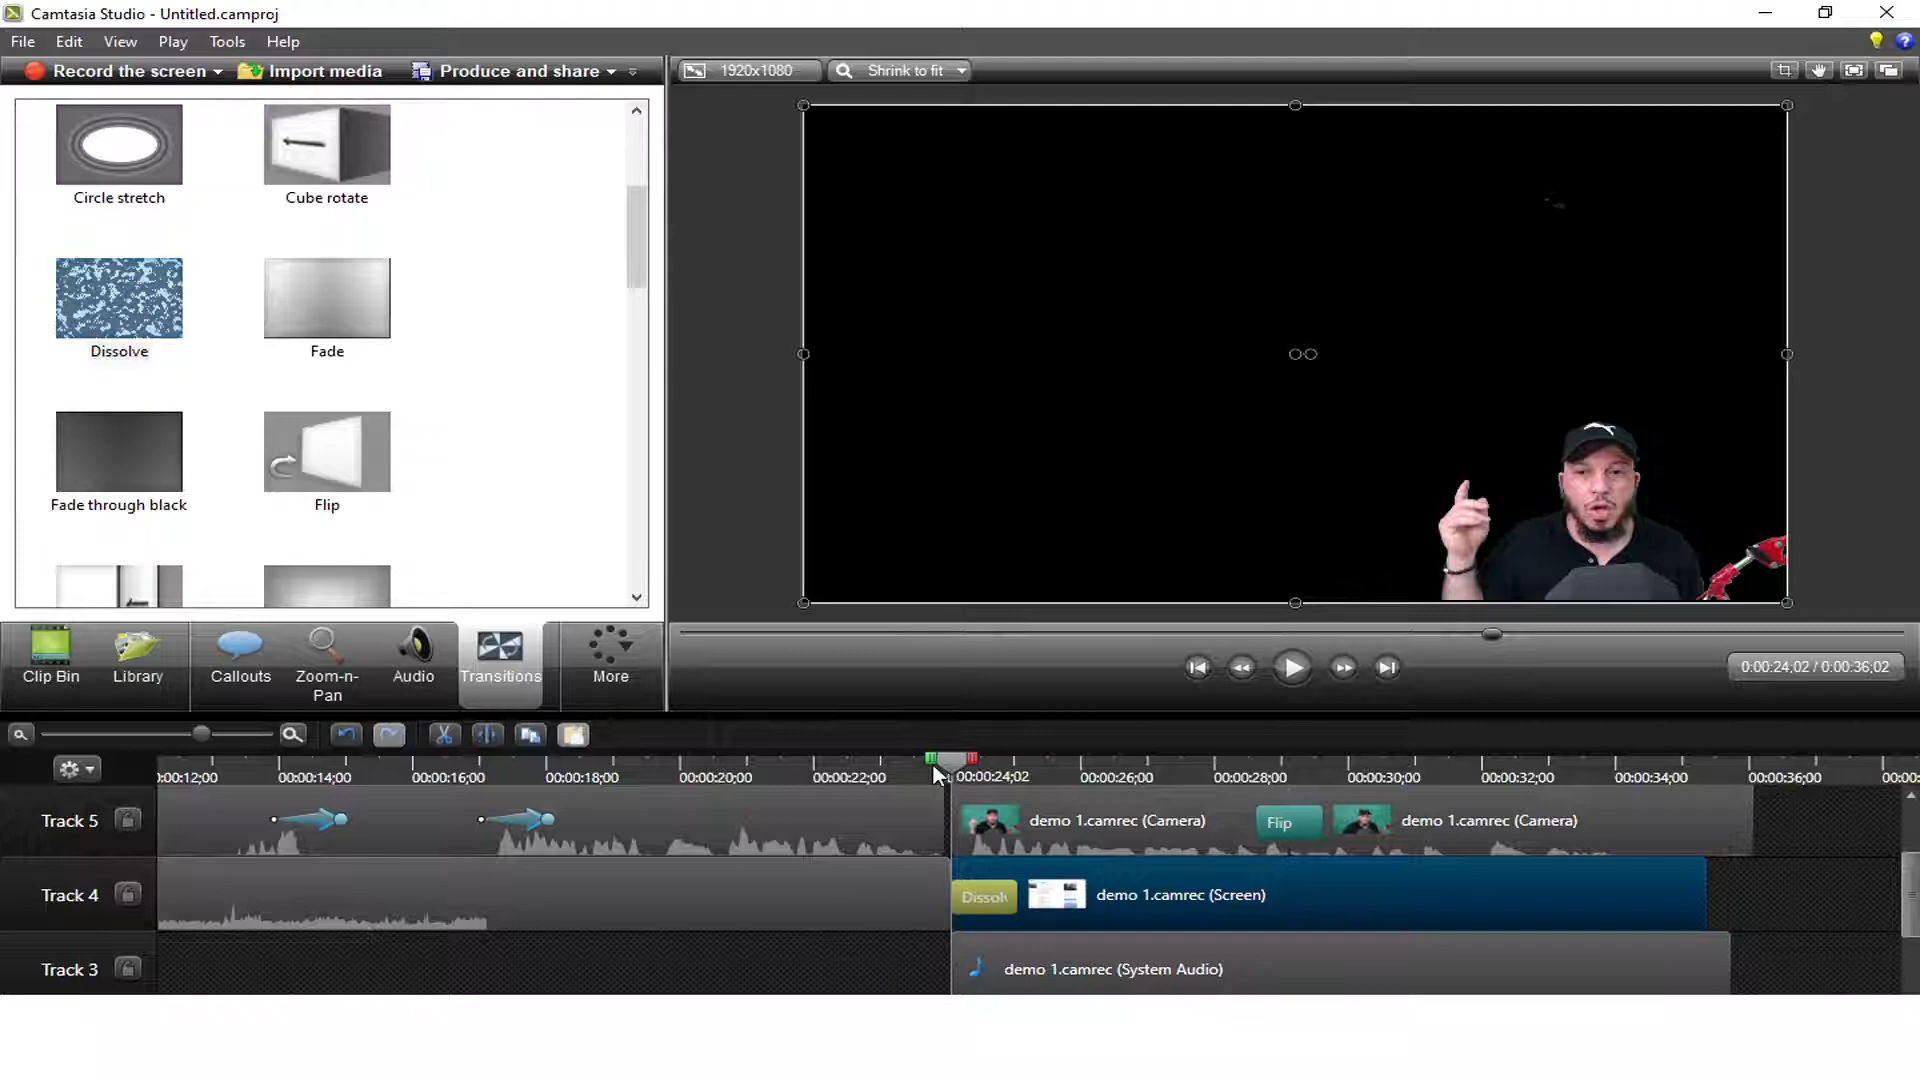 Camtasia Studio - Untitled.camproj
File Edit View Play Tools Help
Record the screen Import media Produce and share
1920x1080 Shrink to fit
Circle stretch Cube rotate
Dissolve Fade
Fade through black Flip
Clip Bin Library Callouts Zoom-n-Pan Audio Transitions More
0:00:24,02 / 0:00:36,02
0:00:12;00 00:00:14;00 00:00:16;00 00:00:18;00 00:00:20;00 00:00:22;00 00:00:24;02 00:00:26;00 00:00:28;00 00:00:30;00 00:00:32;00 00:00:34;00 00:00:36;00 00:00
Track 5 demo 1.camrec (Camera) Flip demo 1.camrec (Camera)
Track 4 Dissol demo 1.camrec (Screen)
Track 3 demo 1.camrec (System Audio)